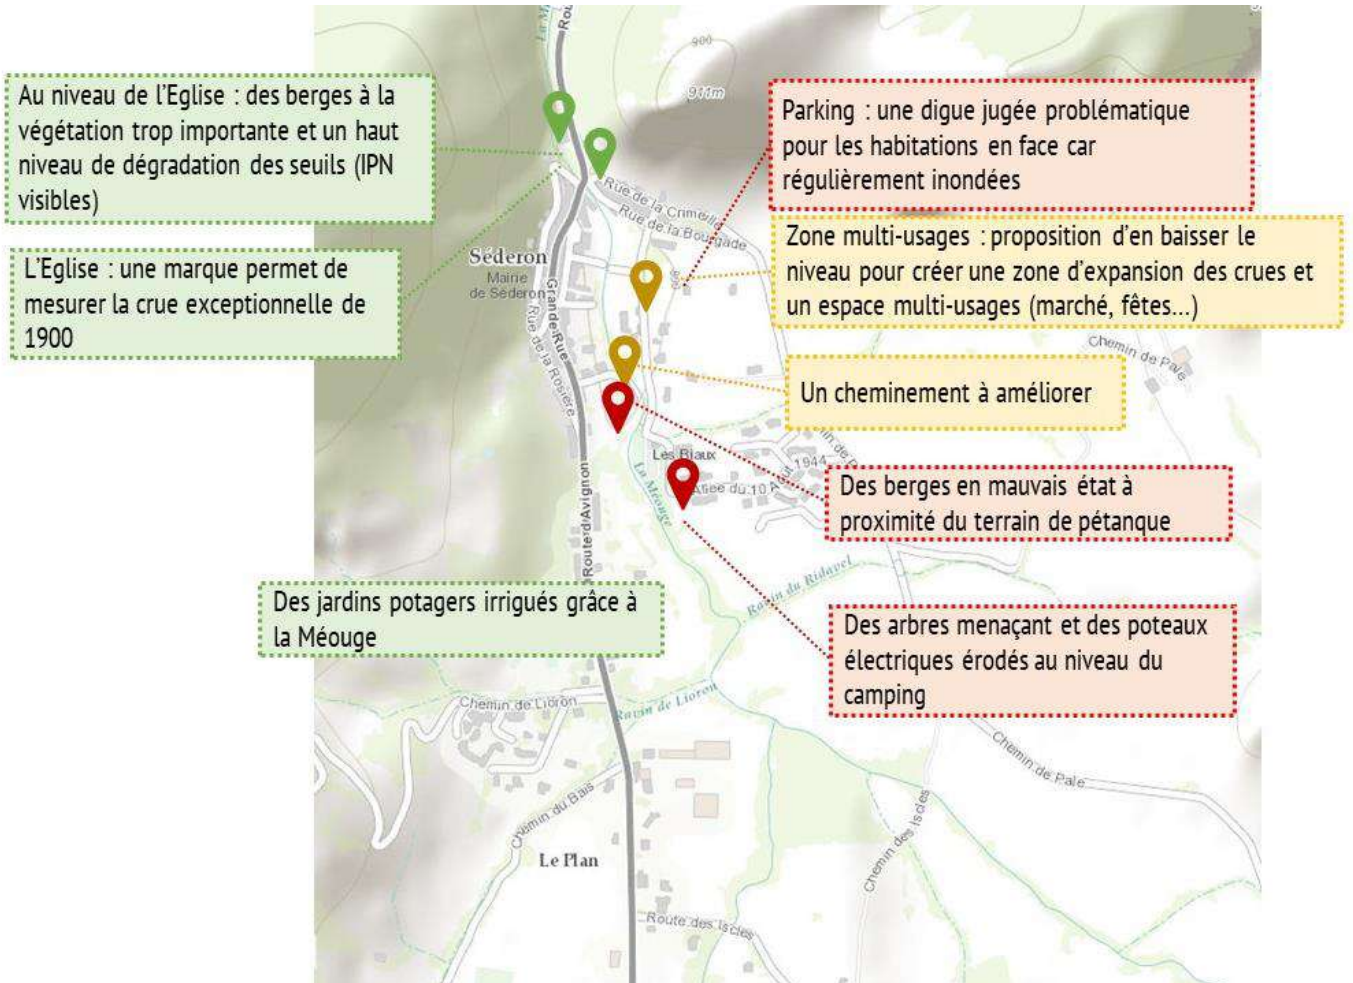 900
911m
Au niveau de l'Eglise : des berges à la
végétation trop importante et un haut
niveau de dégradation des seuils (IPN
visibles)
Parking : une digue jugée problématique
pour les habitations en face car
régulièrement inondées
Rue de la Crimeille
Rue de la Bourgade
Zone multi-usages : proposition d'en baisser le
niveau pour créer une zone d'expansion des crues et
un espace multi-usages (marché, fêtes...)
L'Eglise : une marque permet de
mesurer la crue exceptionnelle de
1900
Séderon
Mairie
de Séderon
Grande Rue
Rue de la Rosière
Chemin de Pale
Un cheminement à améliorer
Les Biaux
La Méouge
Allée du 10 Août 1944
Route d'Avignon
Des berges en mauvais état à
proximité du terrain de pétanque
Ravin du Ridavel
Des jardins potagers irrigués grâce à
la Méouge
Des arbres menaçant et des poteaux
électriques érodés au niveau du
camping
Chemin de Lioron
Ravin de Lioron
Chemin de Pale
Chemin du Bais
Chemin des Iscles
Le Plan
Route des Iscles